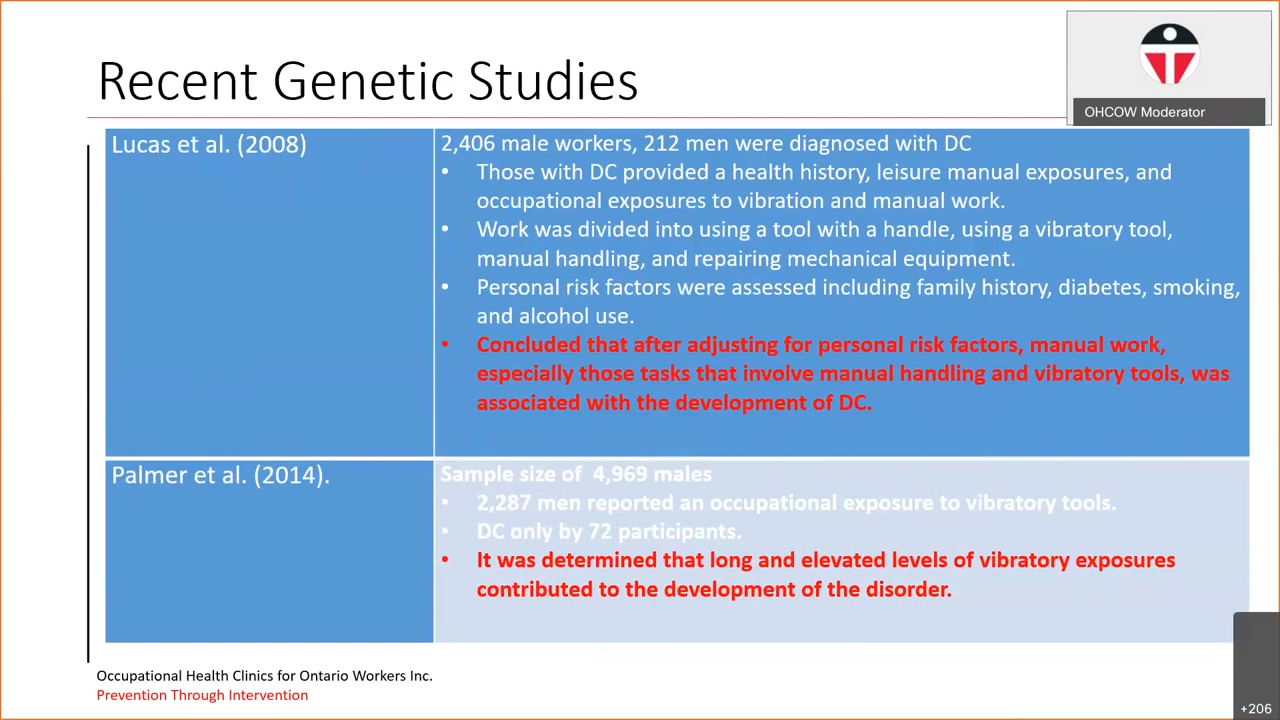 Recent Genetic Studies
OHCOW Moderator
Lucas et al. (2008)
2,406 male workers, 212 men were diagnosed with DC
• Those with DC provided a health history, leisure manual exposures, and
occupational exposures to vibration and manual work.
• Work was divided into using a tool with a handle, using a vibratory tool,
manual handling, and repairing mechanical equipment.
• Personal risk factors were assessed including family history, diabetes, smoking,
and alcohol use.
• Concluded that after adjusting for personal risk factors, manual work,
especially those tasks that involve manual handling and vibratory tools, was
associated with the development of DC.
Palmer et al. (2014).
Sample size of 4,969 males
• 2,287 men reported an occupational exposure to vibratory tools.
• DC only by 72 participants.
• It was determined that long and elevated levels of vibratory exposures
contributed to the development of the disorder.
Occupational Health Clinics for Ontario Workers Inc.
Prevention Through Intervention
+206